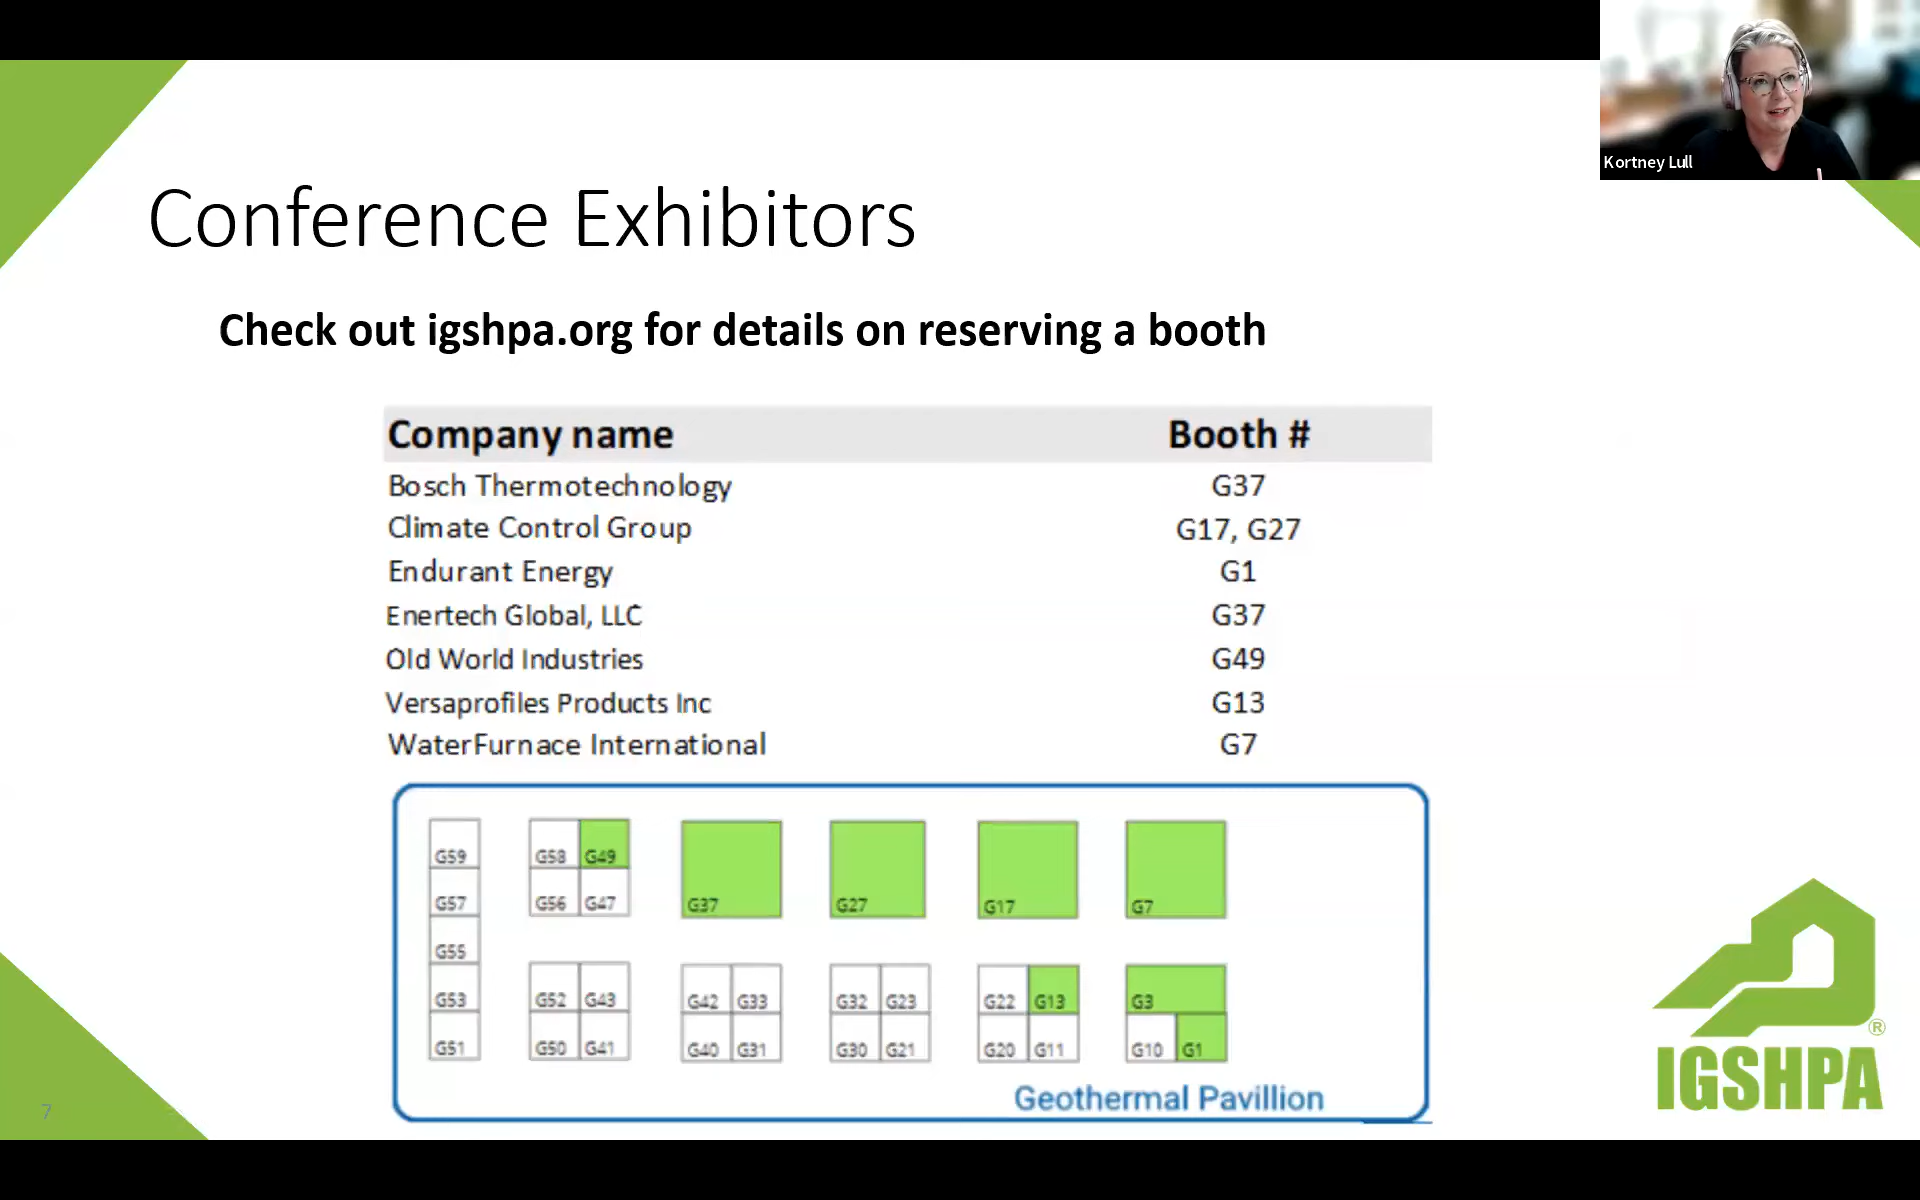 Kortney Lull
Conference Exhibitors
Check out igshpa.org for details on reserving a booth
Company name Booth #
Bosch Thermotechnology G37
Climate Control Group G17, G27
Endurant Energy G1
Enertech Global, LLC G37
Old World Industries G49
Versaprofiles Products Inc G13
WaterFurnace International G7
G59 G58 G49 G37 G27 G17 G7
G57 G56 G47
G55
G53 G52 G43 G42 G33 G32 G23 G22 G13 G3
G51 G50 G41 G40 G31 G30 G21 G20 G11 G10 G1
Geothermal Pavillion
®
IGSHPA
7